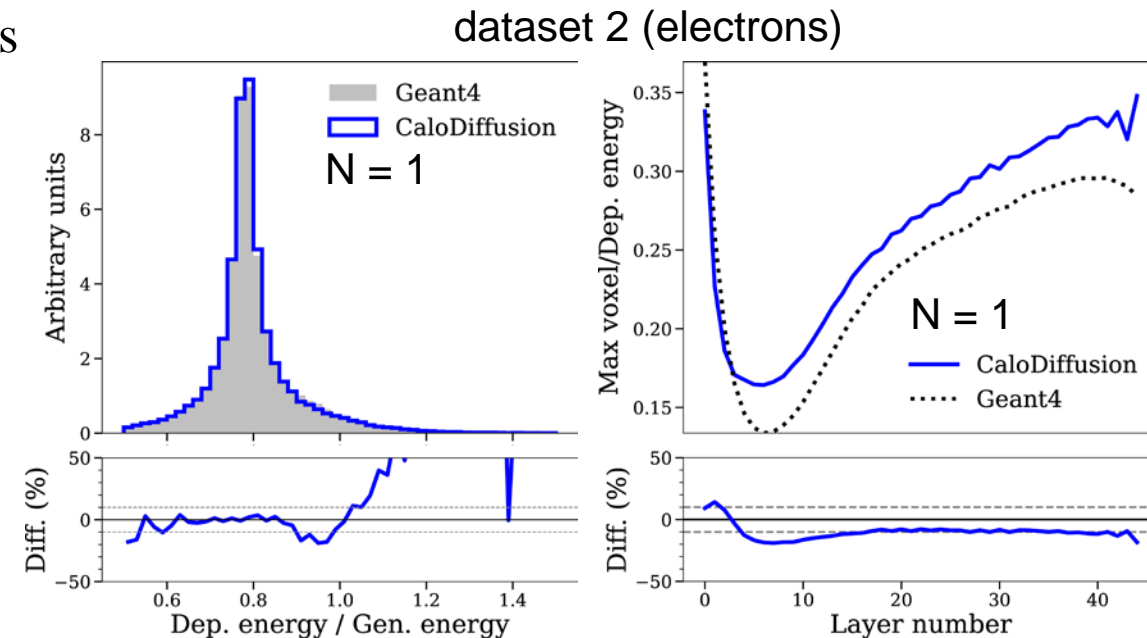 s
dataset 2 (electrons)
Geant4
CaloDiffusion
N = 1
Arbitrary units
8
6
4
2
0
Diff. (%)
50
0
−50
0.6 0.8 1.0 1.2 1.4
Dep. energy / Gen. energy
Max voxel/Dep. energy
0.35
0.30
0.25
0.20
0.15
N = 1
CaloDiffusion
Geant4
Diff. (%)
50
0
−50
0 10 20 30 40
Layer number